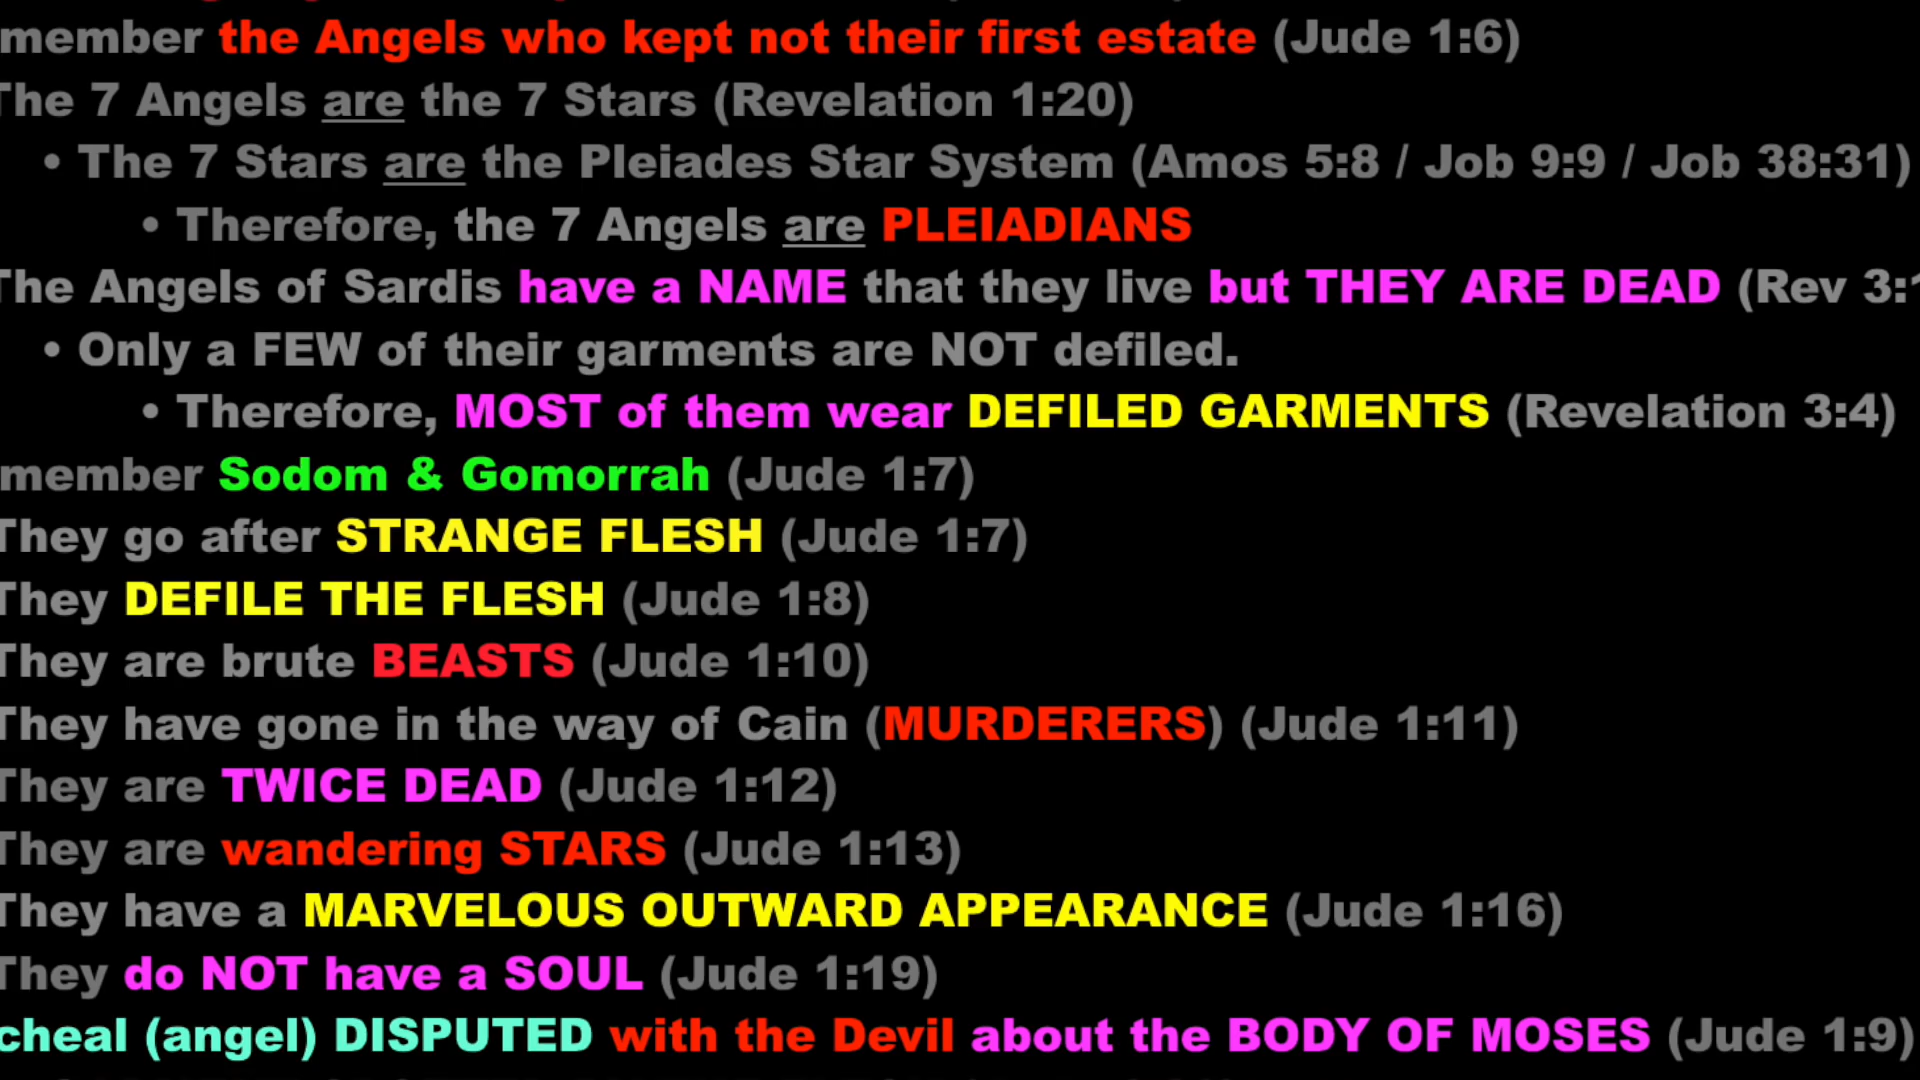 member the Angels who kept not their first estate (Jude 1:6)
The 7 Angels are the 7 Stars (Revelation 1:20)
• The 7 Stars are the Pleiades Star System (Amos 5:8 / Job 9:9 / Job 38:31)
• Therefore, the 7 Angels are PLEIADIANS
The Angels of Sardis have a NAME that they live but THEY ARE DEAD (Rev 3:1
• Only a FEW of their garments are NOT defiled.
• Therefore, MOST of them wear DEFILED GARMENTS (Revelation 3:4)
member Sodom & Gomorrah (Jude 1:7)
They go after STRANGE FLESH (Jude 1:7)
They DEFILE THE FLESH (Jude 1:8)
They are brute BEASTS (Jude 1:10)
They have gone in the way of Cain (MURDERERS) (Jude 1:11)
They are TWICE DEAD (Jude 1:12)
They are wandering STARS (Jude 1:13)
They have a MARVELOUS OUTWARD APPEARANCE (Jude 1:16)
They do NOT have a SOUL (Jude 1:19)
cheal (angel) DISPUTED with the Devil about the BODY OF MOSES (Jude 1:9)